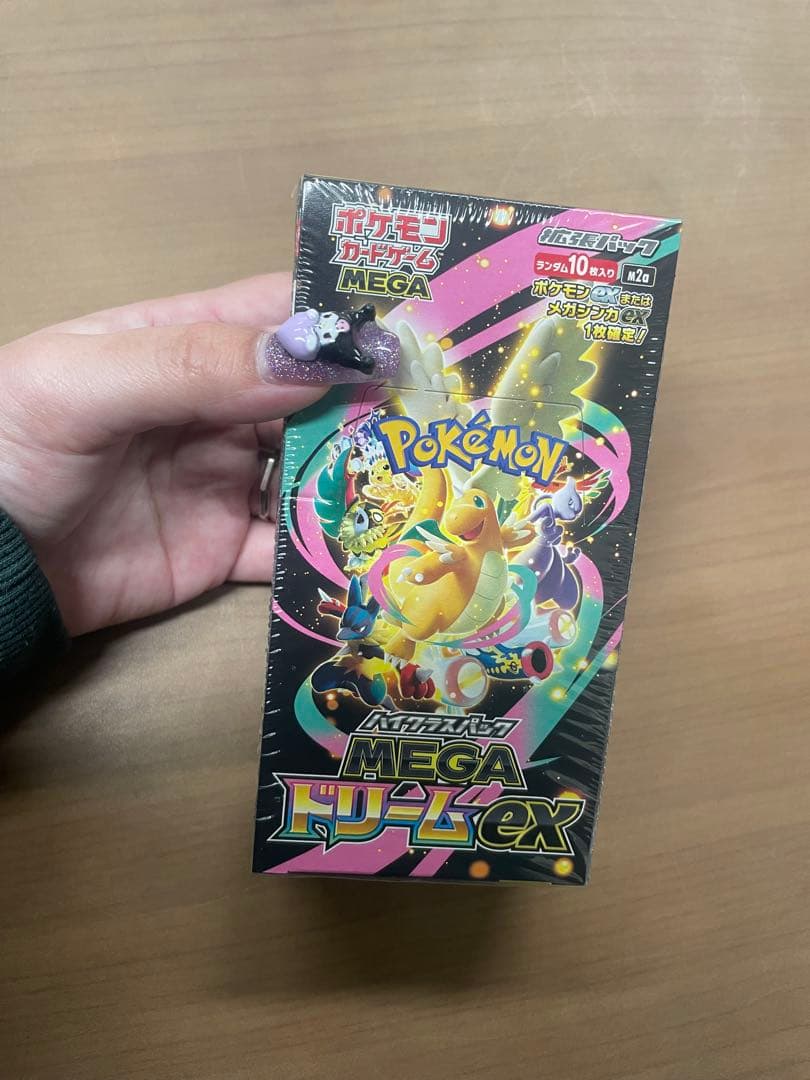 ポケモン
カードゲーム
MEGA
拡張パック
ランダム10枚入り
M2a
ポケモンexまたは
メガシンカex
1枚確定!
POKéMON
ハイクラスパック
MEGA
ドリームex